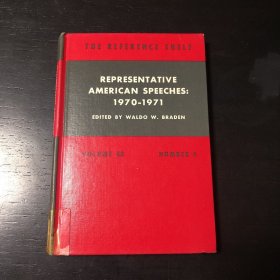 THE REFERENCE SHELF
REPRESENTATIVE
AMERICAN SPEECHES:
1970-1971
EDITED BY WALDO W. BRADEN
VOLUME
NUMBER